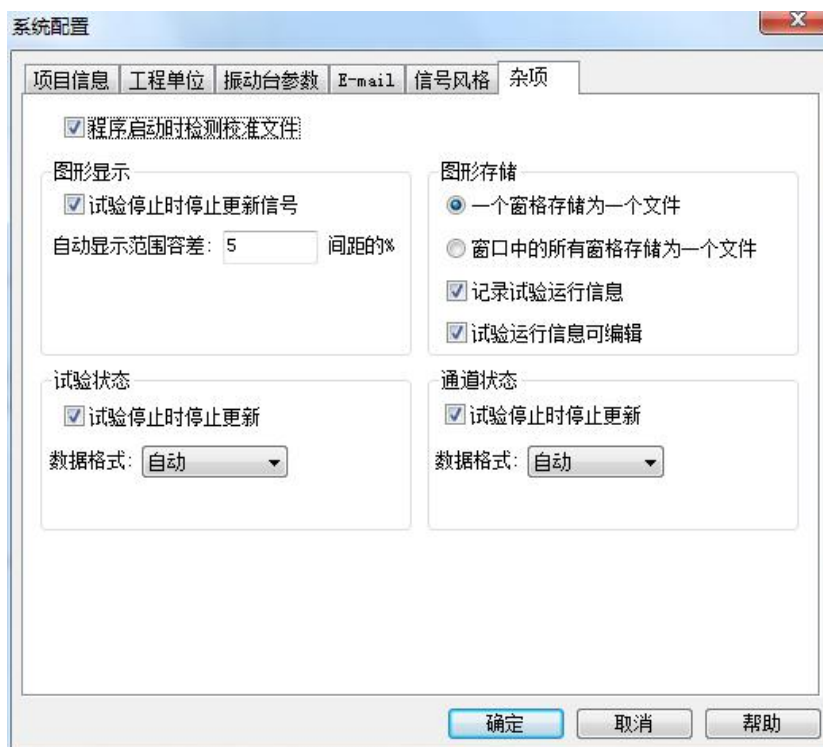 系统配置
项目信息 工程单位 振动台参数 E-mail 信号风格 杂项
程序启动时检测校准文件
图形显示
试验停止时停止更新信号
自动显示范围容差: 5 间距的%
图形存储
一个窗格存储为一个文件
窗口中的所有窗格存储为一个文件
记录试验运行信息
试验运行信息可编辑
试验状态
试验停止时停止更新
数据格式: 自动
通道状态
试验停止时停止更新
数据格式: 自动
确定 取消 帮助